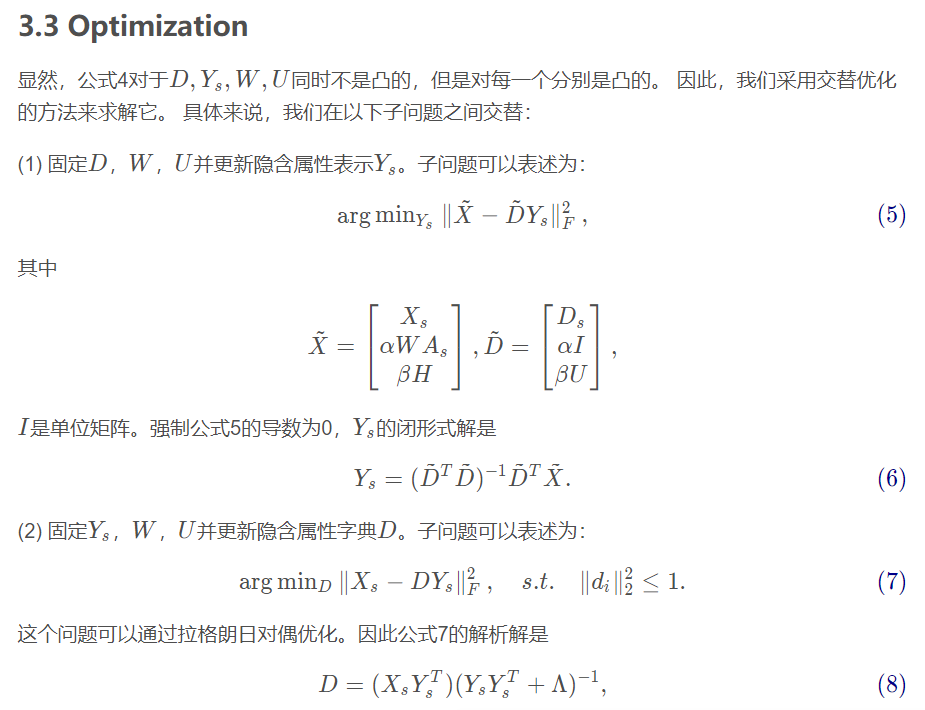 3.3 Optimization
显然，公式4对于$D, Y_s, W, U$同时不是凸的，但是对每一个分别是凸的。 因此，我们采用交替优化
的方法来求解它。 具体来说，我们在以下子问题之间交替：
(1) 固定$D$，$W$，$U$并更新隐含属性表示$Y_s$。子问题可以表述为：
$\arg\min_{Y_s} \|\tilde{X} - \tilde{D}Y_s\|_F^2 ,$ (5)
其中
$\tilde{X} = \begin{bmatrix} X_s \\ \alpha W A_s \\ \beta H \end{bmatrix}, \tilde{D} = \begin{bmatrix} D_s \\ \alpha I \\ \beta U \end{bmatrix},$
$I$是单位矩阵。强制公式5的导数为0，$Y_s$的闭形式解是
$Y_s = (\tilde{D}^T \tilde{D})^{-1} \tilde{D}^T \tilde{X}.$ (6)
(2) 固定$Y_s$，$W$，$U$并更新隐含属性字典$D$。子问题可以表述为：
$\arg\min_D \|X_s - DY_s\|_F^2 , \quad s.t. \quad \|d_i\|_2^2 \leq 1.$ (7)
这个问题可以通过拉格朗日对偶优化。因此公式7的解析解是
$D = (X_s Y_s^T)(Y_s Y_s^T + \Lambda)^{-1},$ (8)